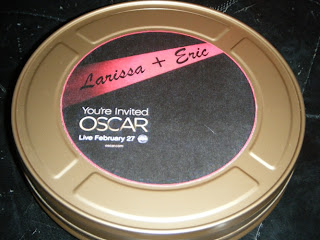 Larissa + Eric
You're Invited
OSCAR
Live February 27